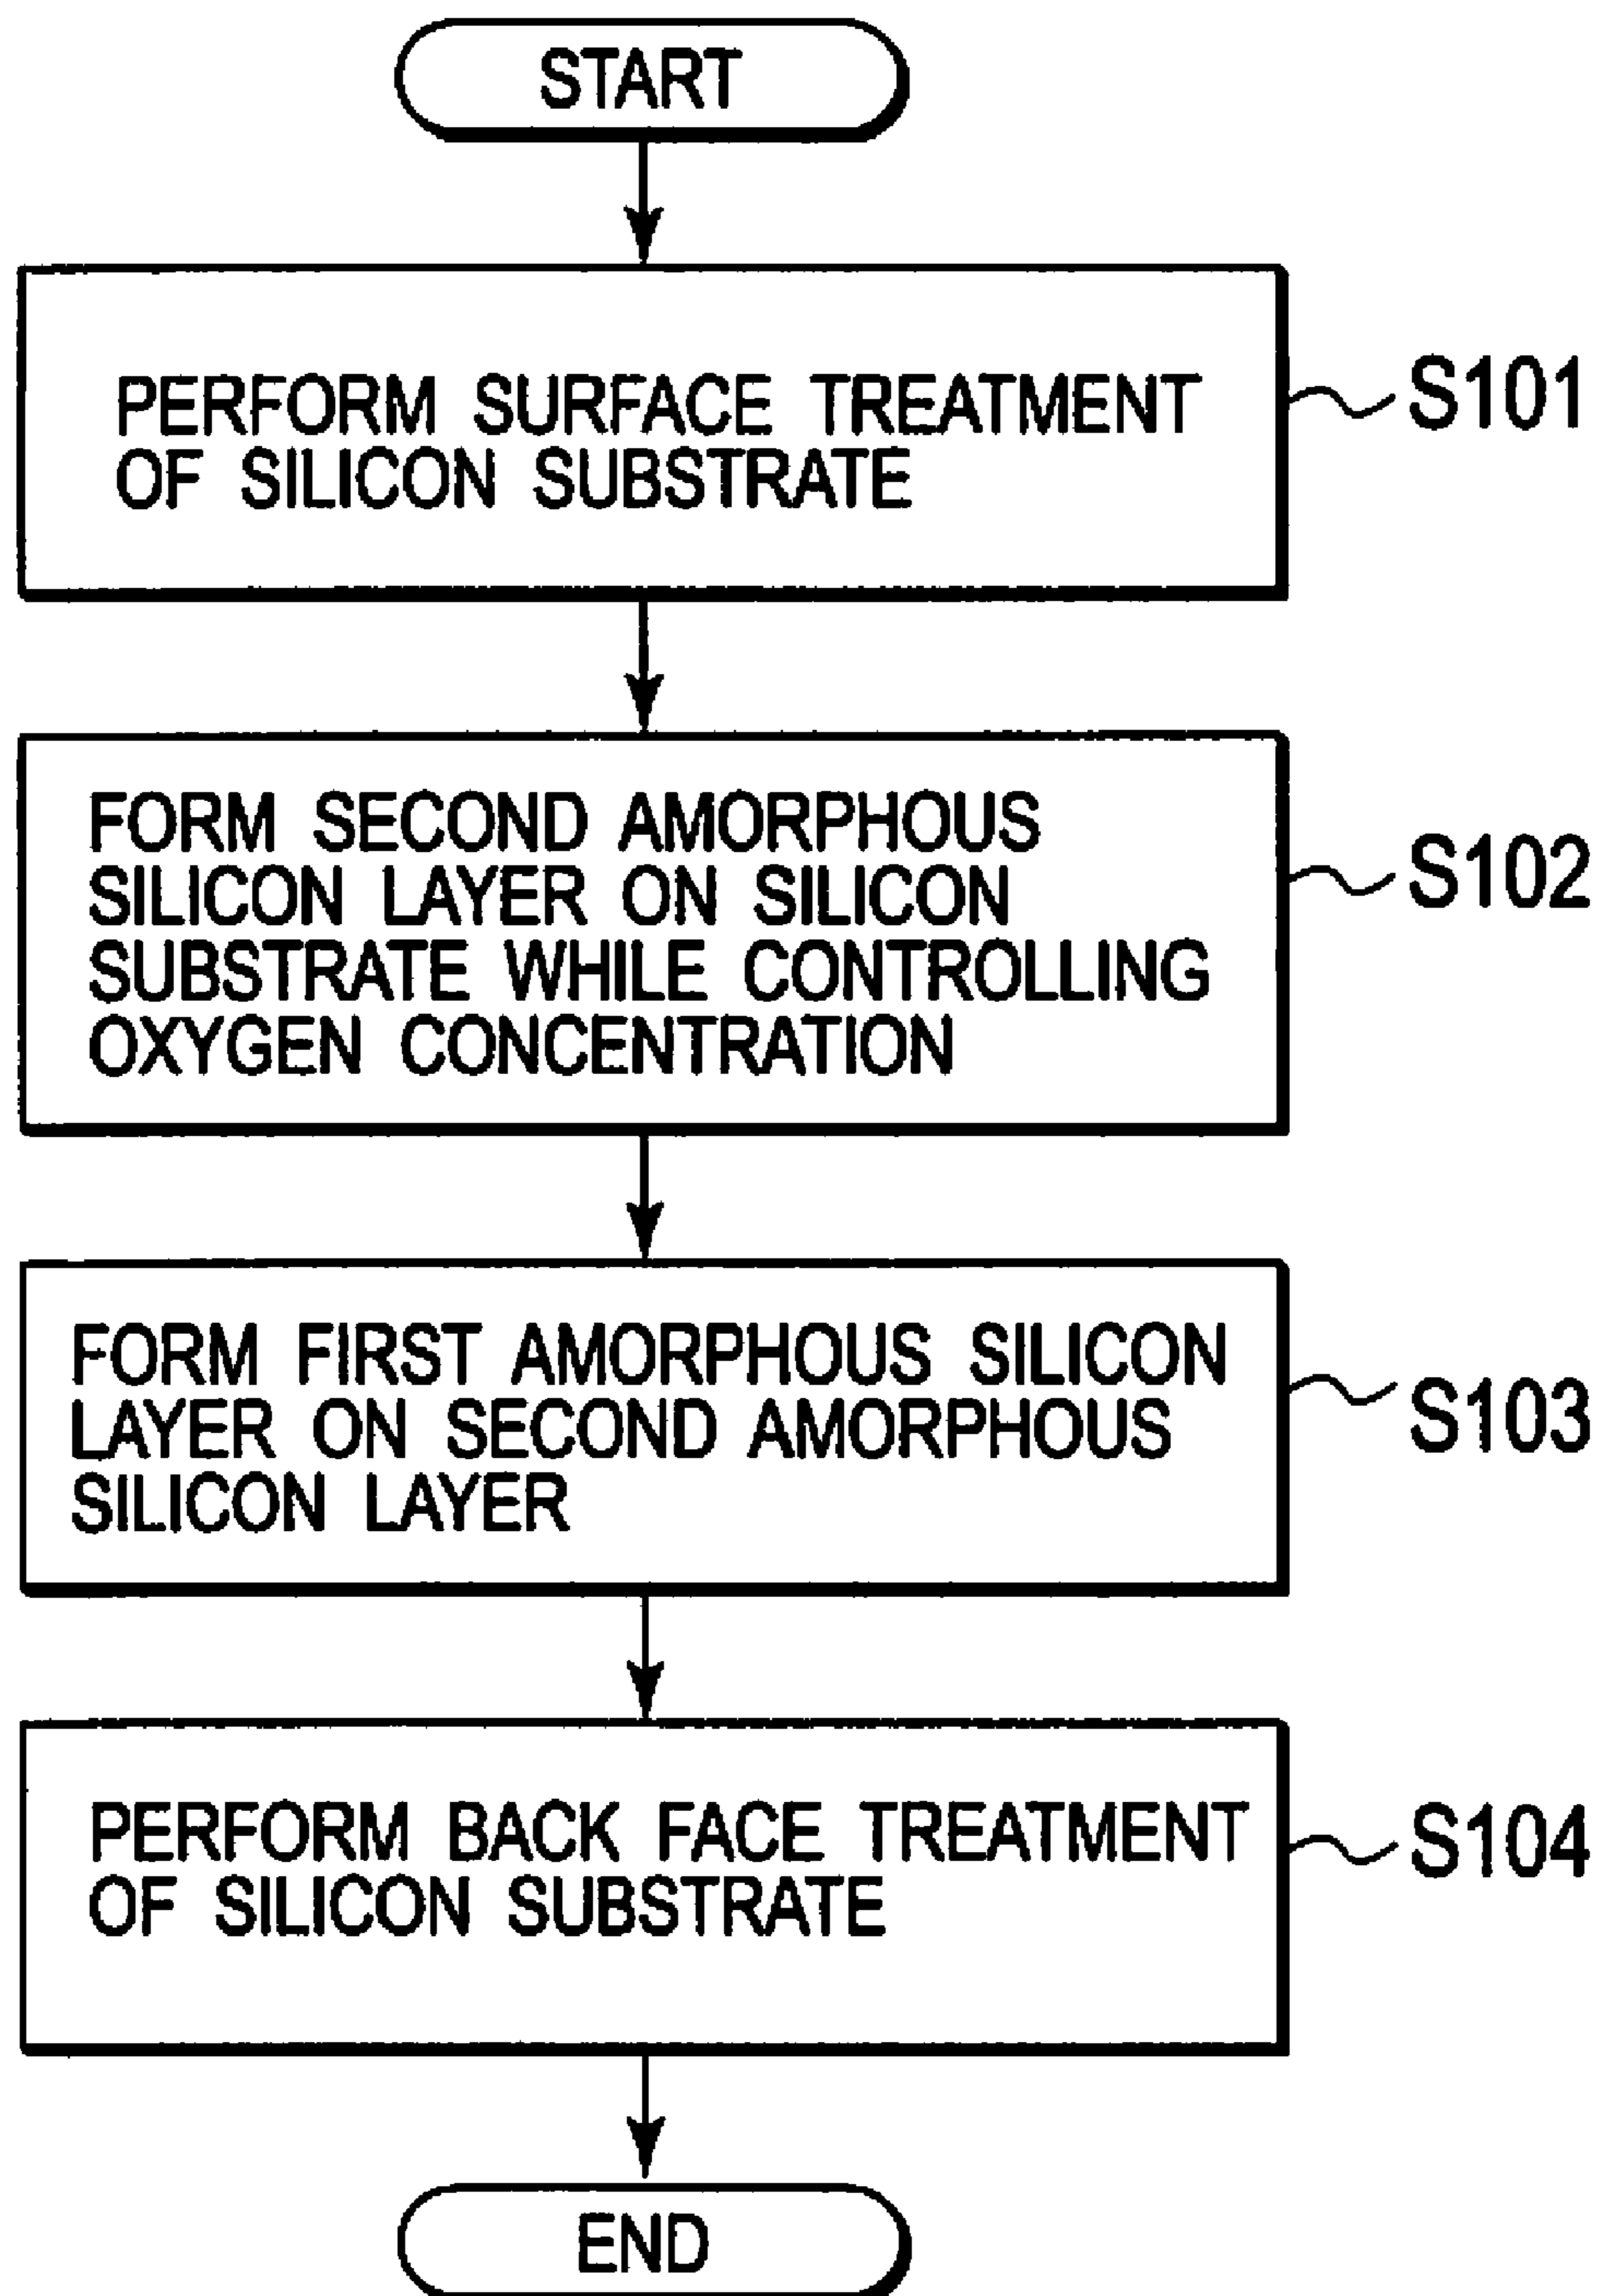 START
PERFORM SURFACE TREATMENT
OF SILICON SUBSTRATE
S101
FORM SECOND AMORPHOUS
SILICON LAYER ON SILICON
SUBSTRATE WHILE CONTROLLING
OXYGEN CONCENTRATION
S102
FORM FIRST AMORPHOUS SILICON
LAYER ON SECOND AMORPHOUS
SILICON LAYER
S103
PERFORM BACK FACE TREATMENT
OF SILICON SUBSTRATE
S104
END